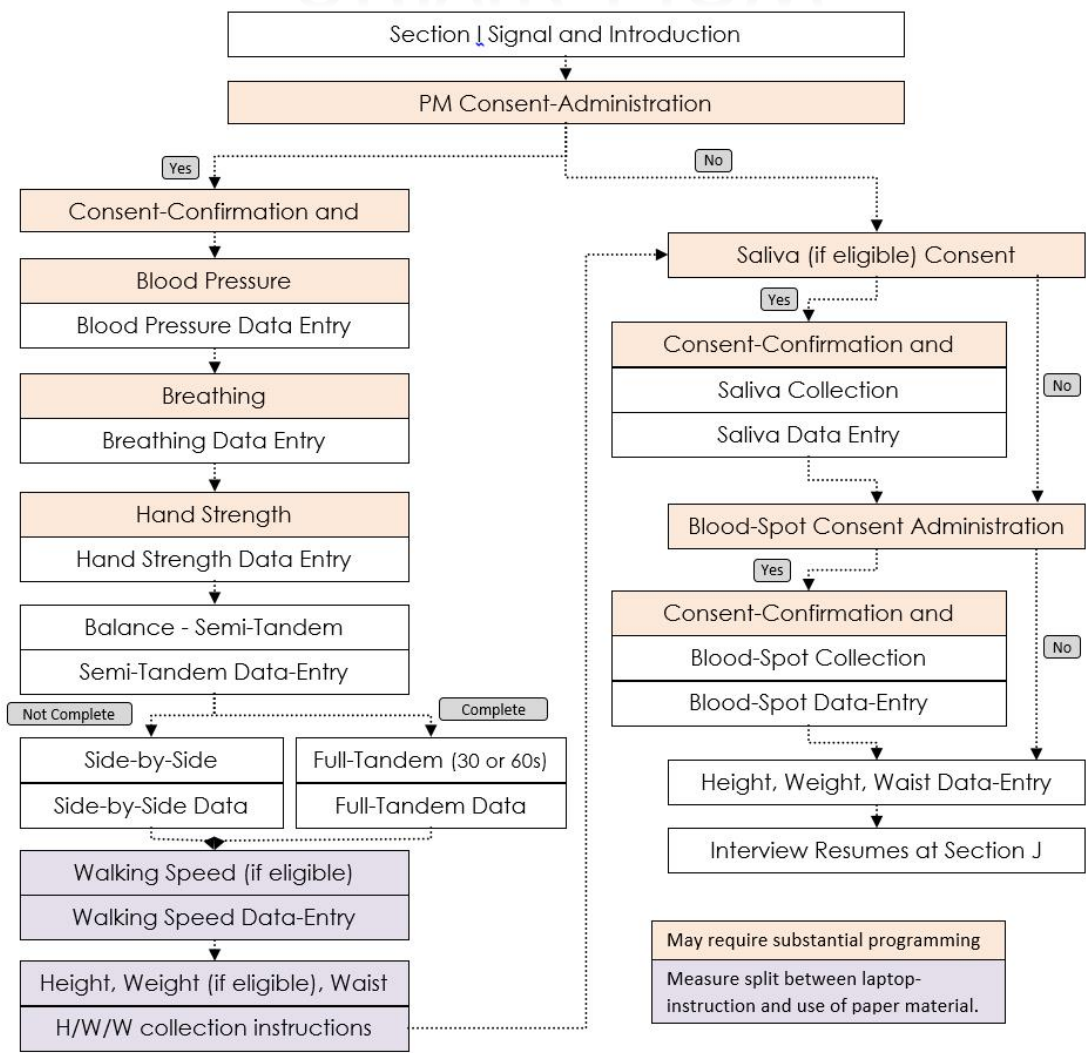 Section I Signal and Introduction
PM Consent-Administration
Yes
No
Consent-Confirmation and
Blood Pressure
Blood Pressure Data Entry
Breathing
Breathing Data Entry
Hand Strength
Hand Strength Data Entry
Balance - Semi-Tandem
Semi-Tandem Data-Entry
Not Complete
Complete
Side-by-Side
Side-by-Side Data
Full-Tandem (30 or 60s)
Full-Tandem Data
Walking Speed (if eligible)
Walking Speed Data-Entry
Height, Weight (if eligible), Waist
H/W/W collection instructions
Saliva (if eligible) Consent
Yes
No
Consent-Confirmation and
Saliva Collection
Saliva Data Entry
Blood-Spot Consent Administration
Yes
No
Consent-Confirmation and
Blood-Spot Collection
Blood-Spot Data-Entry
Height, Weight, Waist Data-Entry
Interview Resumes at Section J
May require substantial programming
Measure split between laptop-
instruction and use of paper material.